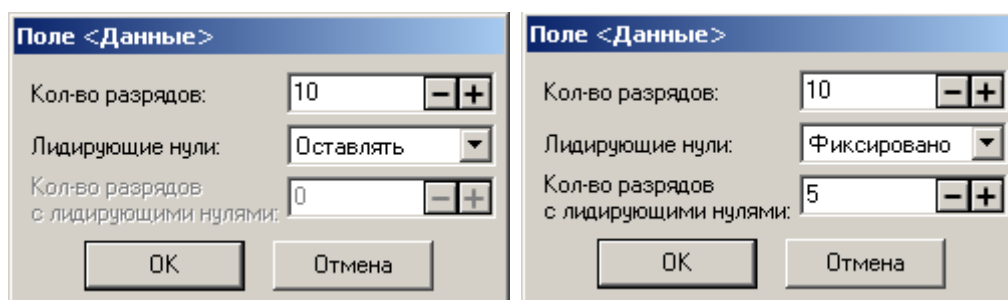 Поле <Данные>
Кол-во разрядов: 10 − +
Лидирующие нули: Оставлять
Кол-во разрядов
с лидирующими нулями: 0 − +
OK Отмена
Поле <Данные>
Кол-во разрядов: 10 − +
Лидирующие нули: Фиксировано
Кол-во разрядов
с лидирующими нулями: 5 − +
OK Отмена